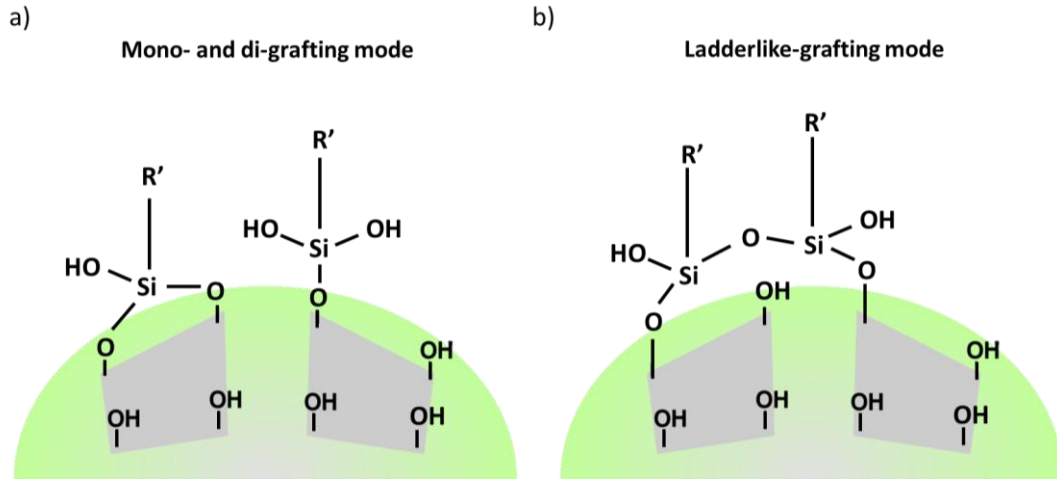 a)
Mono- and di-grafting mode
R’
R’
HO
OH
HO
Si
Si
O
O
O
OH
OH
OH
OH
OH
b)
Ladderlike-grafting mode
R’
R’
OH
O
HO
Si
Si
O
OH
O
OH
OH
OH
OH
OH